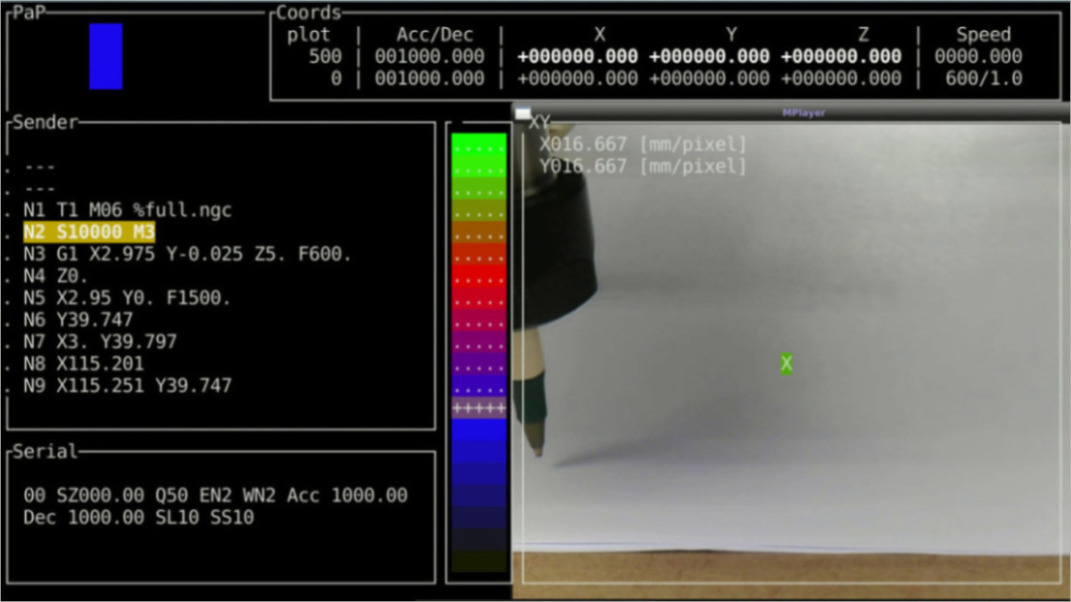 PaP
Coords
plot | Acc/Dec | X Y Z | Speed
500 | 001000.000 | +000000.000 +000000.000 +000000.000 | 0000.000
0 | 001000.000 | +000000.000 +000000.000 +000000.000 | 600/1.0
MPlayer
Sender
. ---
. ---
. N1 T1 M06 %full.ngc
. N2 S10000 M3
. N3 G1 X2.975 Y-0.025 Z5. F600.
. N4 Z0.
. N5 X2.95 Y0. F1500.
. N6 Y39.747
. N7 X3. Y39.797
. N8 X115.201
. N9 X115.251 Y39.747
.....
.....
.....
.....
.....
.....
.....
.....
.....
.....
.....
.....
+++++
XY
X016.667 [mm/pixel]
Y016.667 [mm/pixel]
X
Serial
00 SZ000.00 Q50 EN2 WN2 Acc 1000.00
Dec 1000.00 SL10 SS10